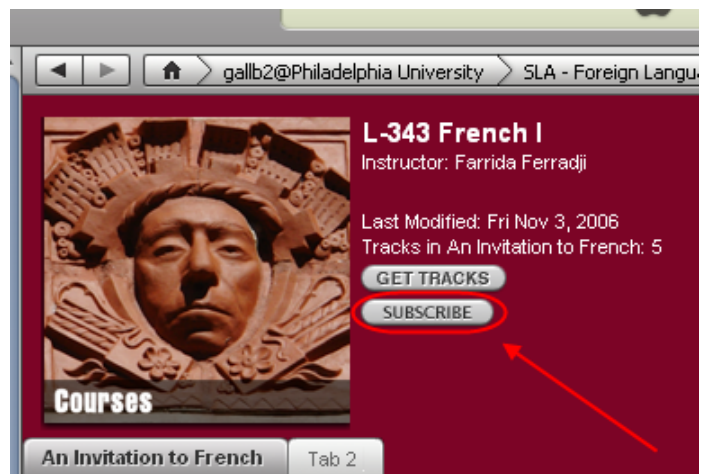 gallb2@Philadelphia University SLA - Foreign Langu
L-343 French I
Instructor: Farrida Ferradji
Last Modified: Fri Nov 3, 2006
Tracks in An Invitation to French: 5
GET TRACKS
SUBSCRIBE
Courses
An Invitation to French Tab 2